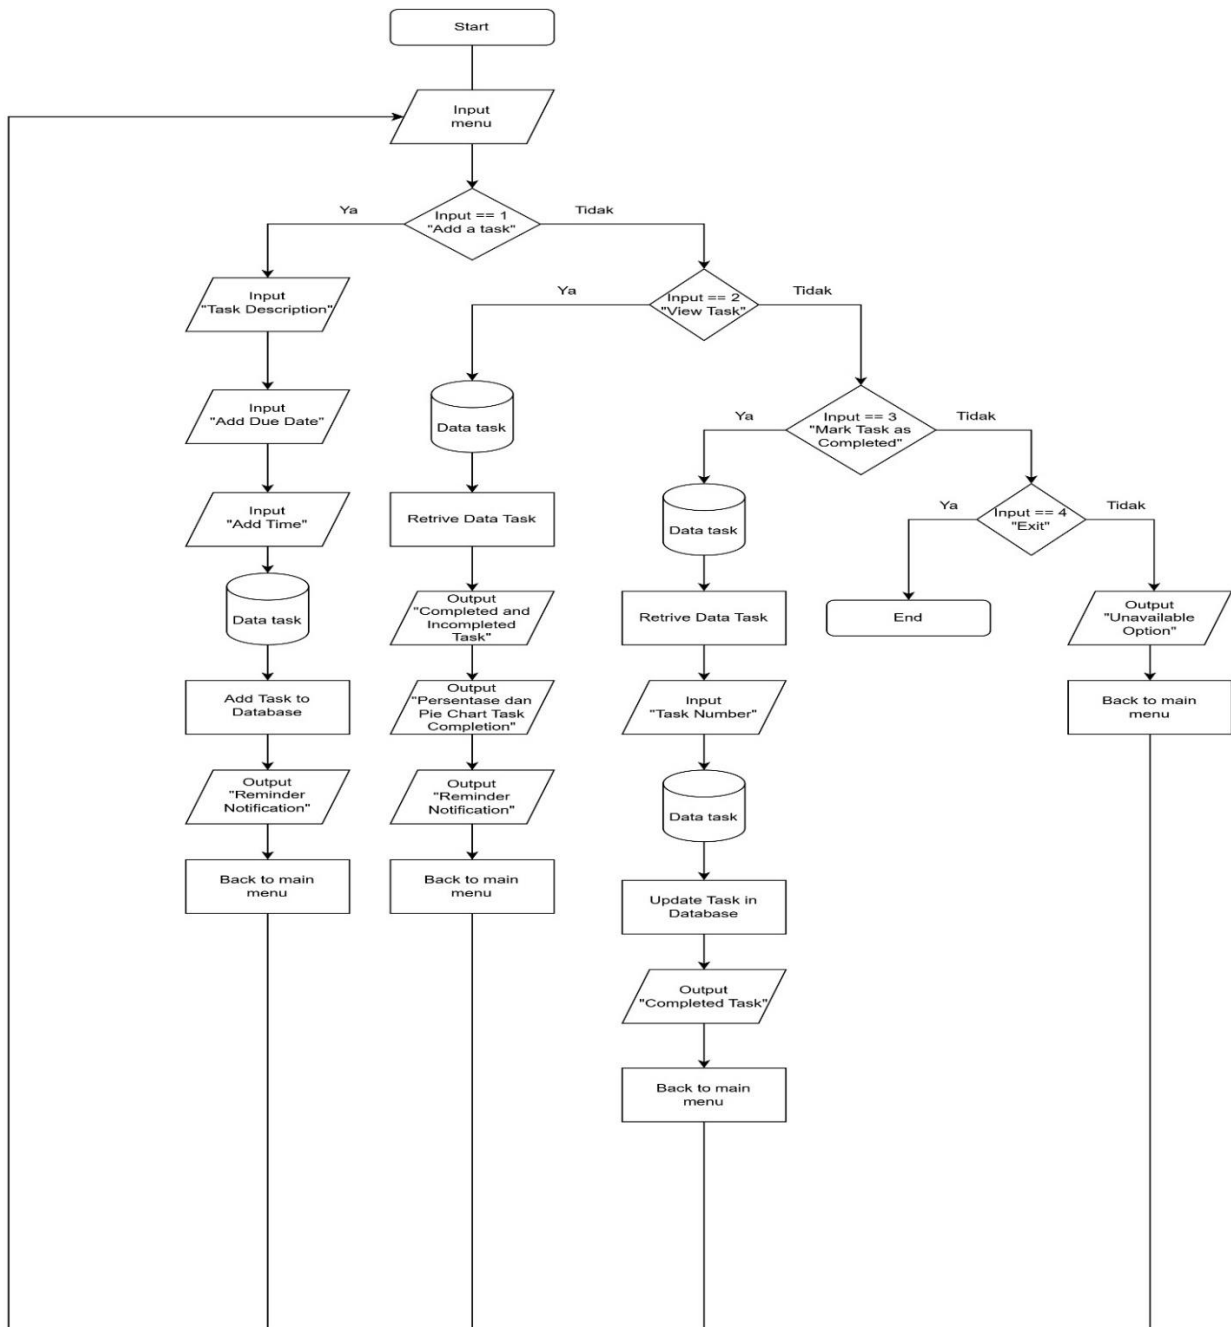 Start
Input
menu
Input == 1
"Add a task"
Ya
Tidak
Input
"Task Description"
Input
"Add Due Date"
Input
"Add Time"
Data task
Add Task to
Database
Output
"Reminder
Notification"
Back to main
menu
Input == 2
"View Task"
Ya
Tidak
Data task
Retrive Data Task
Output
"Completed and
Incompleted
Task"
Output
"Persentase dan
Pie Chart Task
Completion"
Output
"Reminder
Notification"
Back to main
menu
Input == 3
"Mark Task as
Completed"
Ya
Tidak
Data task
Retrive Data Task
Input
"Task Number"
Data task
Update Task in
Database
Output
"Completed Task"
Back to main
menu
Input == 4
"Exit"
Ya
Tidak
End
Output
"Unavailable
Option"
Back to main
menu